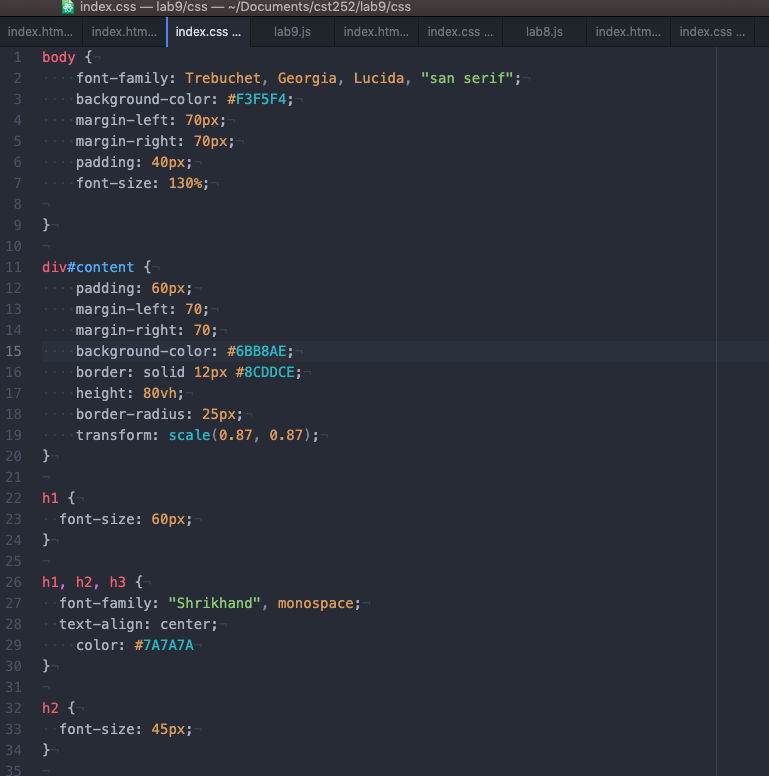 index.css — lab9/css — ~/Documents/cst252/lab9/css
index.htm... index.htm... index.css ... lab9.js index.htm... index.css ... lab8.js index.htm... index.css ...
1 body {
2 font-family: Trebuchet, Georgia, Lucida, "san serif";
3 background-color: #F3F5F4;
4 margin-left: 70px;
5 margin-right: 70px;
6 padding: 40px;
7 font-size: 130%;
8
9 }
10
11 div#content {
12 padding: 60px;
13 margin-left: 70;
14 margin-right: 70;
15 background-color: #6BB8AE;
16 border: solid 12px #8CDDCE;
17 height: 80vh;
18 border-radius: 25px;
19 transform: scale(0.87, 0.87);
20 }
21
22 h1 {
23 font-size: 60px;
24 }
25
26 h1, h2, h3 {
27 font-family: "Shrikhand", monospace;
28 text-align: center;
29 color: #7A7A7A
30 }
31
32 h2 {
33 font-size: 45px;
34 }
35